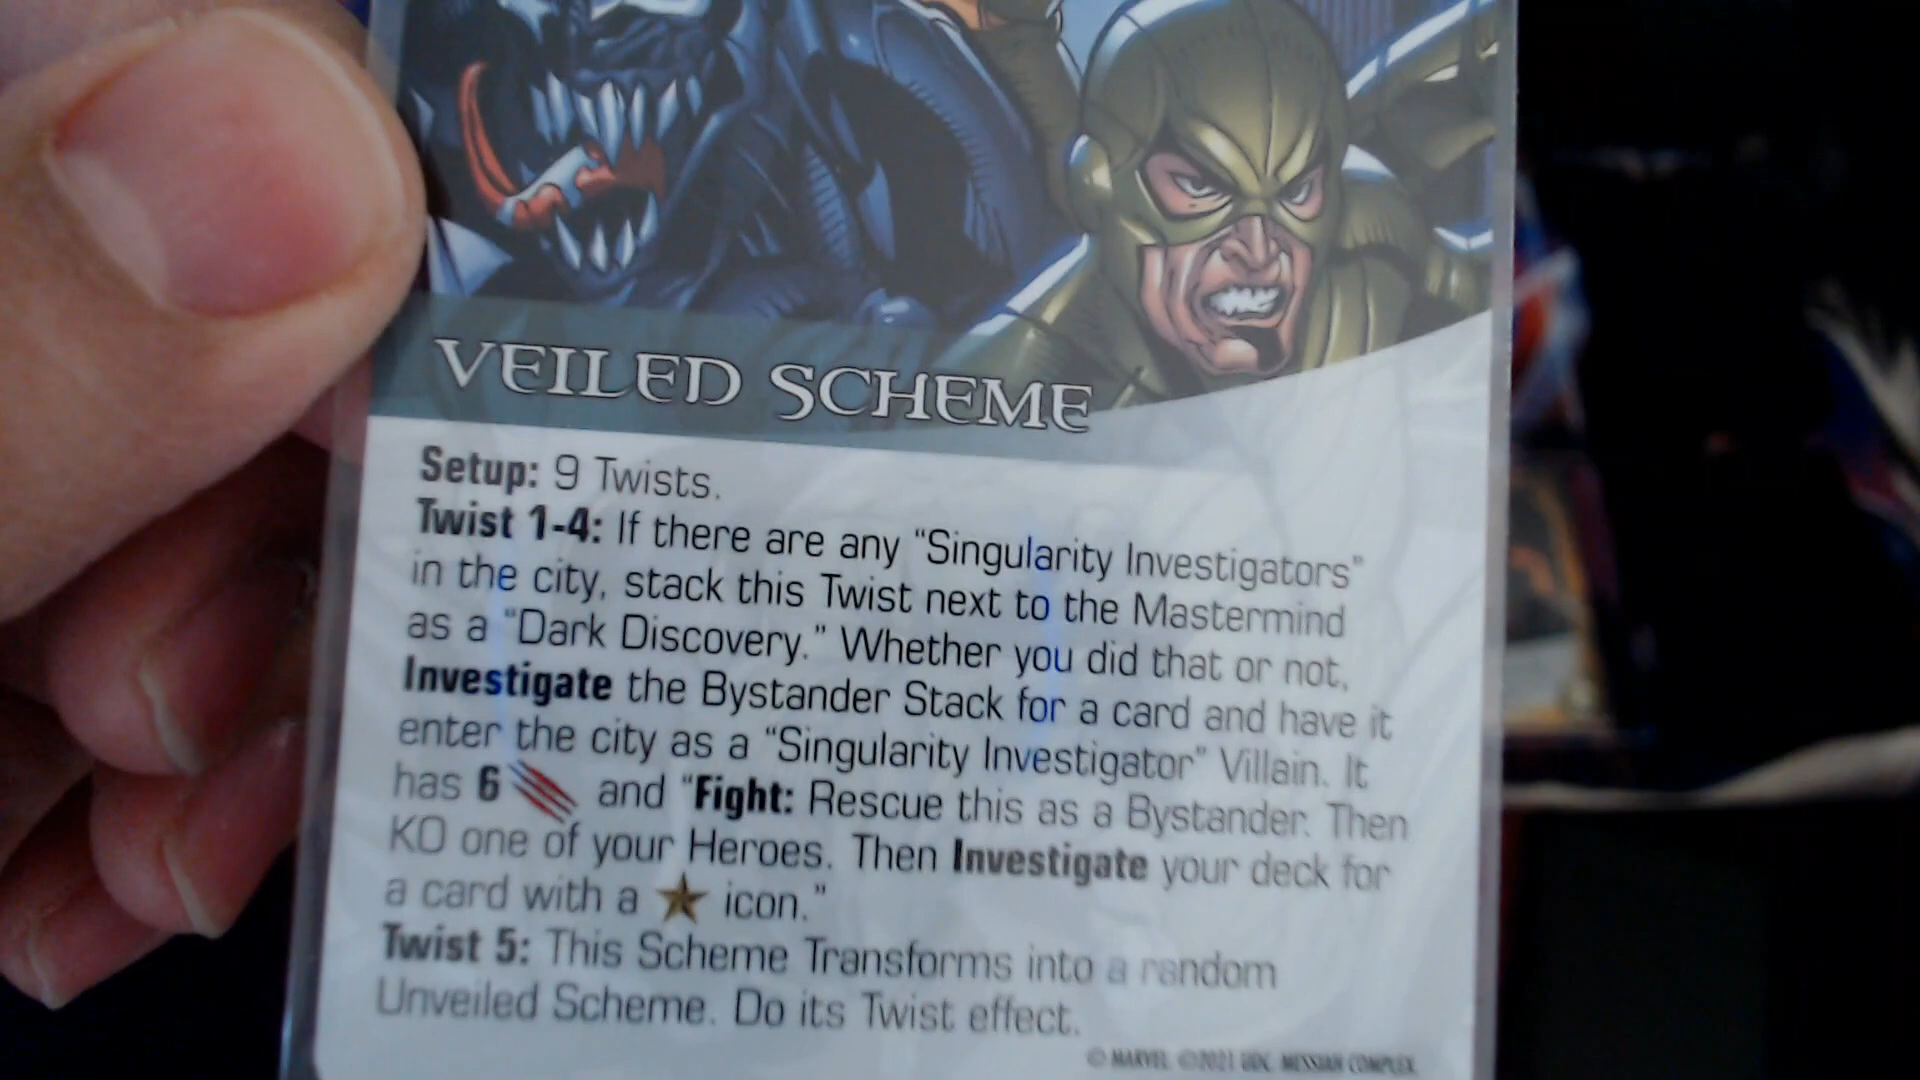 VEILED SCHEME
Setup: 9 Twists.
Twist 1-4: If there are any “Singularity Investigators”
in the city, stack this Twist next to the Mastermind
as a “Dark Discovery.” Whether you did that or not,
Investigate the Bystander Stack for a card and have it
enter the city as a “Singularity Investigator” Villain. It
has 6 and “Fight: Rescue this as a Bystander. Then
KO one of your Heroes. Then Investigate your deck for
a card with a icon.”
Twist 5: This Scheme Transforms into a random
Unveiled Scheme. Do its Twist effect.
© MARVEL. ©2021 UDC. MESSIAH COMPLEX.